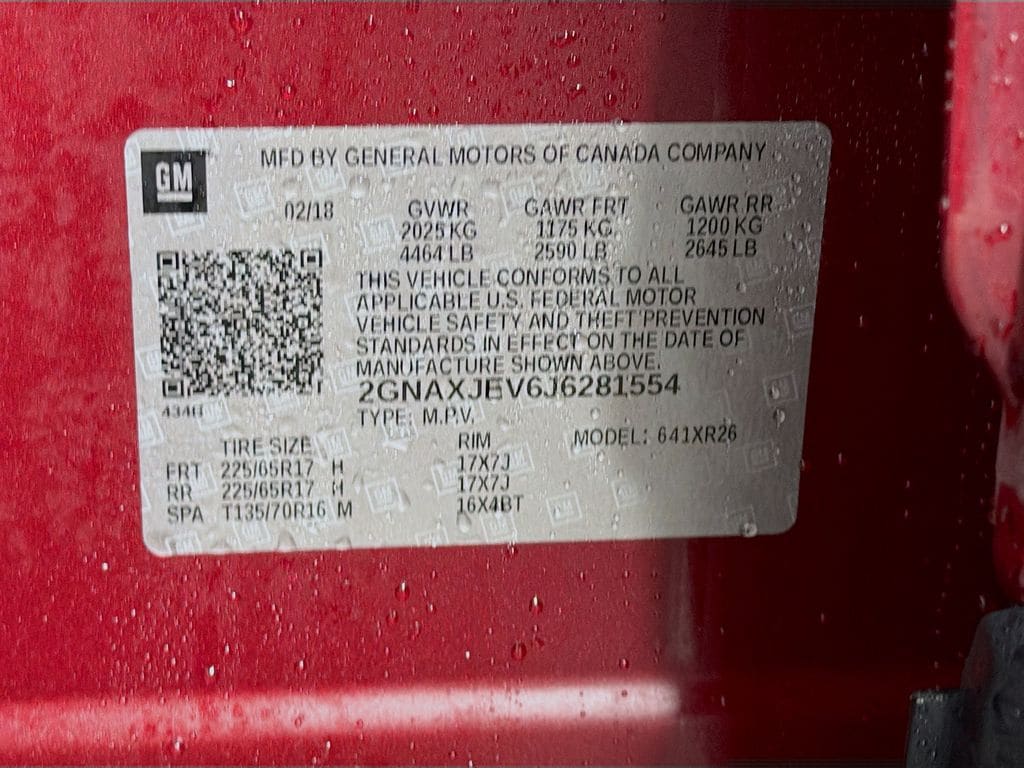 GM
MFD BY GENERAL MOTORS OF CANADA COMPANY
02/18 GVWR GAWR FRT GAWR RR
2025 KG 1175 KG 1200 KG
4464 LB 2590 LB 2645 LB
THIS VEHICLE CONFORMS TO ALL
APPLICABLE U.S. FEDERAL MOTOR
VEHICLE SAFETY AND THEFT PREVENTION
STANDARDS IN EFFECT ON THE DATE OF
MANUFACTURE SHOWN ABOVE.
2GNAXJEV6J6281554
TYPE: M.P.V.
TIRE SIZE RIM MODEL: 641XR26
FRT 225/65R17 H 17X7J
RR 225/65R17 H 17X7J
SPA T135/70R16 M 16X4BT